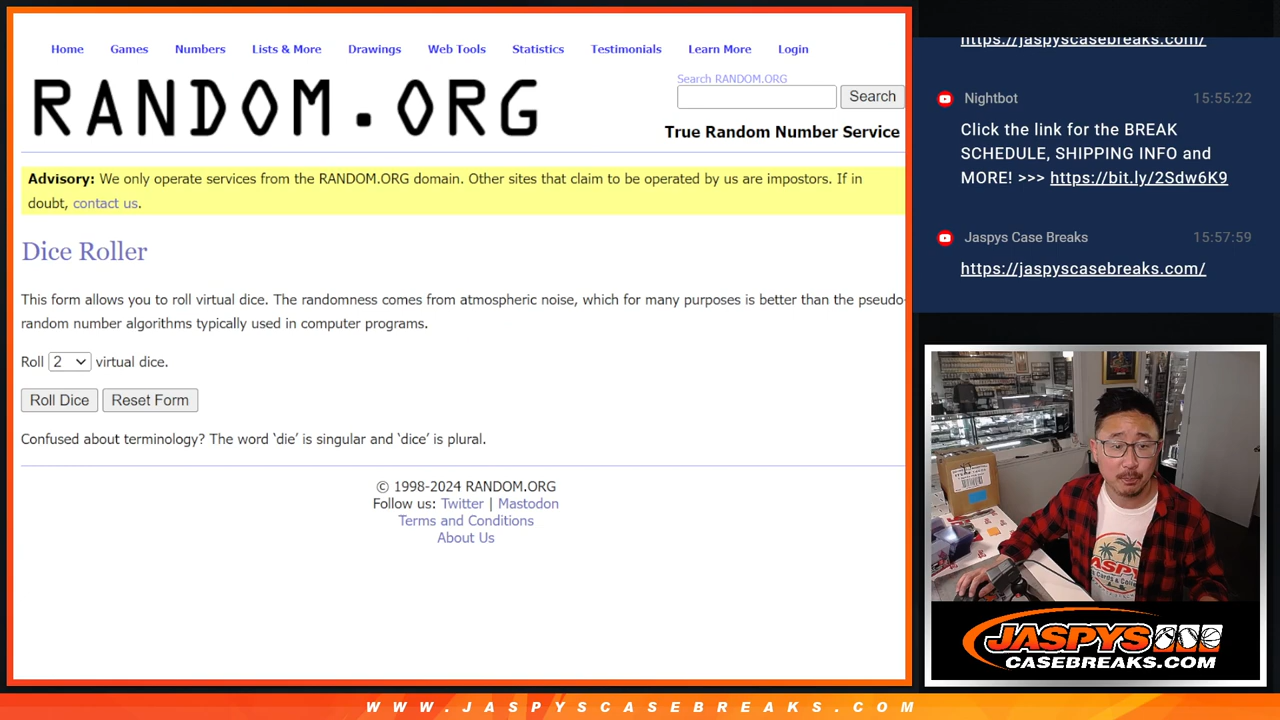 Home Games Numbers Lists & More Drawings Web Tools Statistics Testimonials Learn More Login
RANDOM.ORG
Search RANDOM.ORG
Search
True Random Number Service
Advisory: We only operate services from the RANDOM.ORG domain. Other sites that claim to be operated by us are impostors. If in
doubt, contact us.
Dice Roller
This form allows you to roll virtual dice. The randomness comes from atmospheric noise, which for many purposes is better than the pseudo-
random number algorithms typically used in computer programs.
Roll 2 virtual dice.
Roll Dice Reset Form
Confused about terminology? The word ‘die’ is singular and ‘dice’ is plural.
© 1998-2024 RANDOM.ORG
Follow us: Twitter | Mastodon
Terms and Conditions
About Us
https://jaspyscasebreaks.com/
Nightbot 15:55:22
Click the link for the BREAK
SCHEDULE, SHIPPING INFO and
MORE! >>> https://bit.ly/2Sdw6K9
Jaspys Case Breaks 15:57:59
https://jaspyscasebreaks.com/
JASPYS
CASEBREAKS.COM
WWW.JASPYSCASEBREAKS.COM